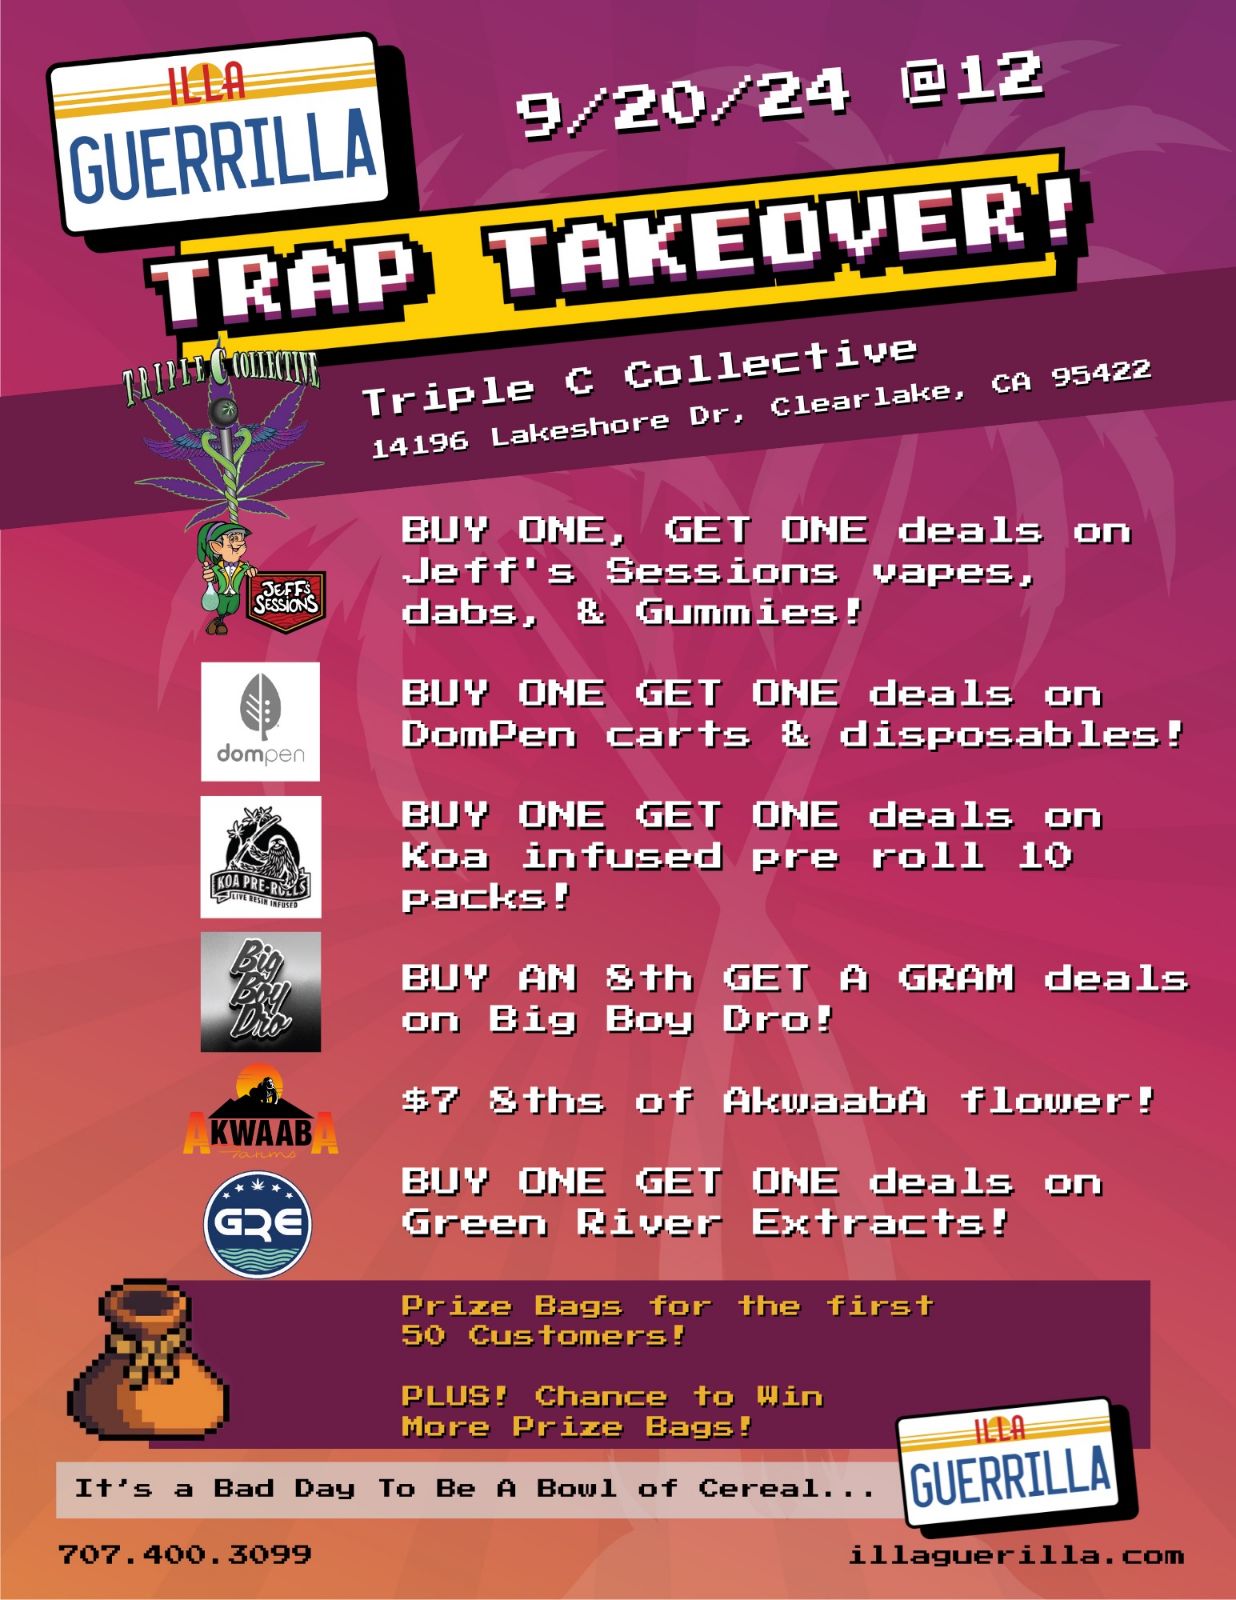 ILLA
GUERRILLA
9/20/24 @12
TRAP TAKEOVER!
TRIPLE C COLLECTIVE
Triple C Collective
14196 Lakeshore Dr, Clearlake, CA 95422
BUY ONE, GET ONE deals on
Jeff's Sessions vapes,
dabs, & Gummies!
JEFF's
SESSIONS
BUY ONE GET ONE deals on
DomPen carts & disposables!
dompen
BUY ONE GET ONE deals on
Koa infused pre roll 10
packs!
KOA PRE-ROLLS
LIVE RESIN INFUSED
BUY AN 8th GET A GRAM deals
on Big Boy Dro!
Big
Boy
Dro
$7 8ths of AkwaabA flower!
AKWAABA
farms
BUY ONE GET ONE deals on
Green River Extracts!
GRE
Prize Bags for the first
50 Customers!
PLUS! Chance to Win
More Prize Bags!
ILLA
GUERRILLA
It's a Bad Day To Be A Bowl of Cereal...
707.400.3099
illaguerilla.com